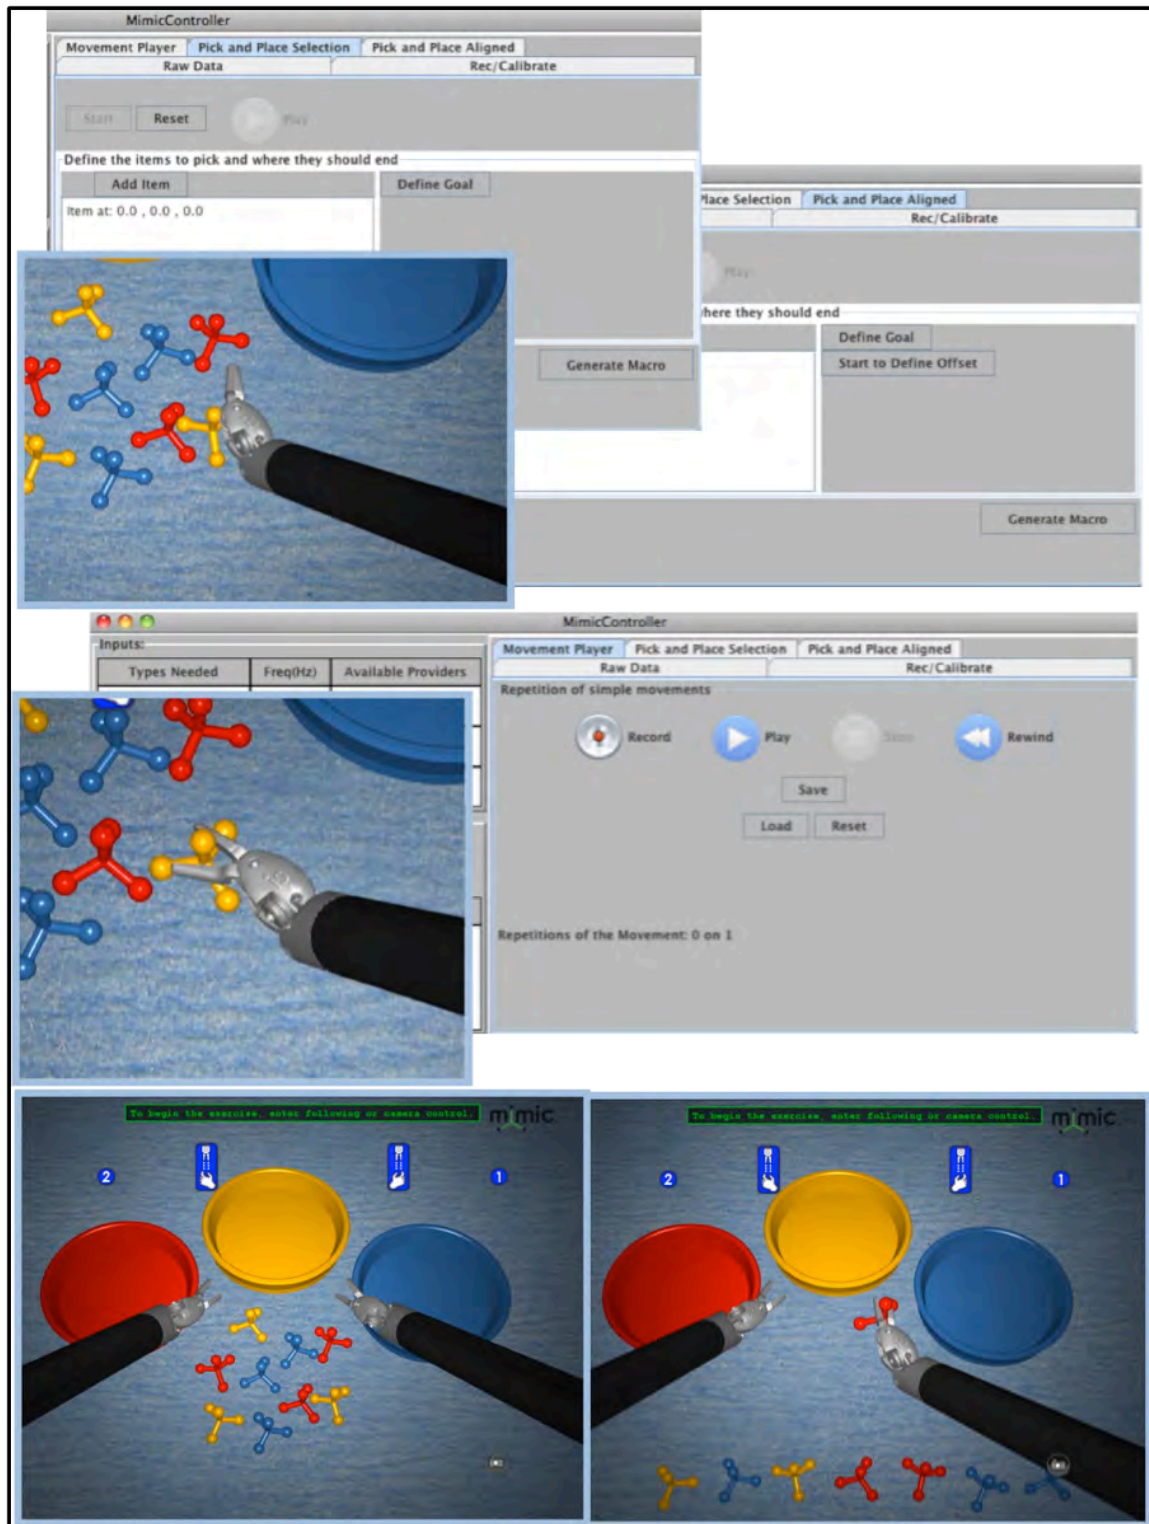 MimicController
Movement Player Pick and Place Selection Pick and Place Aligned
Raw Data Rec/Calibrate
Start Reset Play
Define the items to pick and where they should end
Add Item Define Goal
Item at: 0.0 , 0.0 , 0.0
Generate Macro
Place Selection Pick and Place Aligned
Rec/Calibrate
Play
here they should end
Define Goal
Start to Define Offset
Generate Macro
MimicController
Inputs:
Types Needed Freq(Hz) Available Providers
Movement Player Pick and Place Selection Pick and Place Aligned
Raw Data Rec/Calibrate
Repetition of simple movements
Record Play Stop Rewind
Save
Load Reset
Repetitions of the Movement: 0 on 1
To begin the exercise, enter following or camera control.
mimic
2 1
To begin the exercise, enter following or camera control.
mimic
2 1